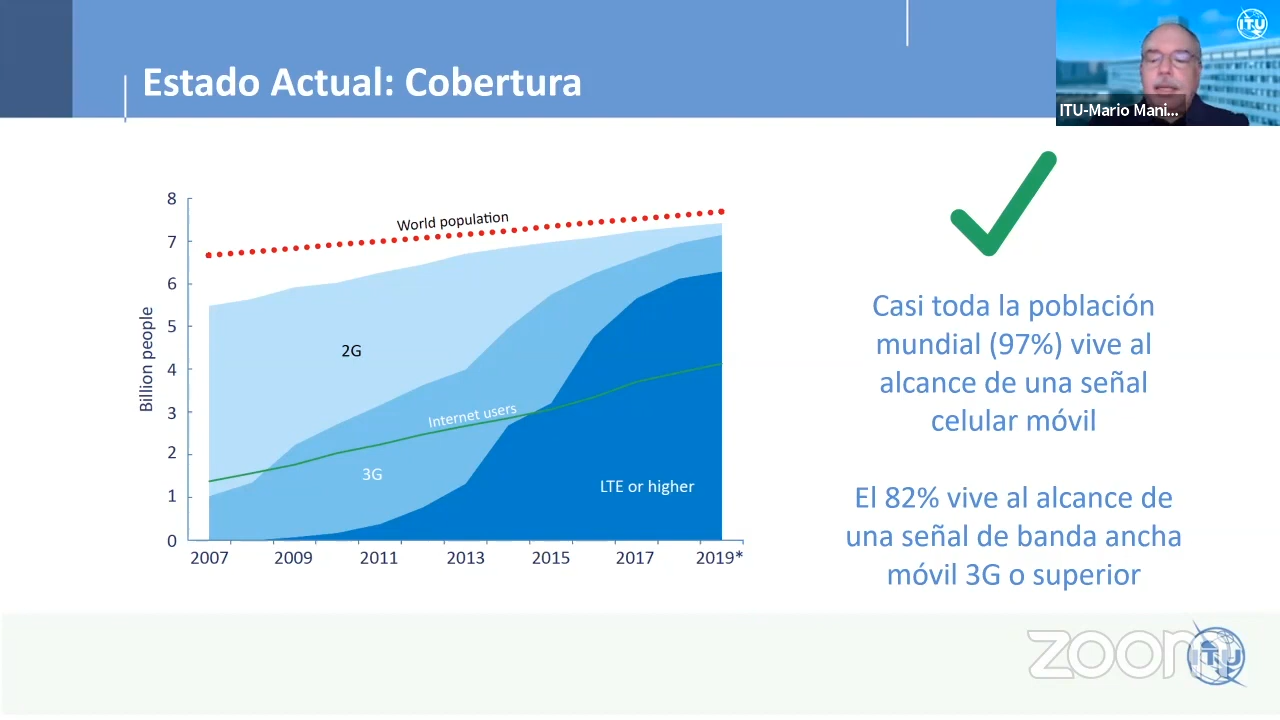 Estado Actual: Cobertura
ITU
ITU-Mario Mani...
8
7
6
5
4
3
2
1
0
Billion people
World population
2G
Internet users
3G
LTE or higher
2007
2009
2011
2013
2015
2017
2019*
Casi toda la población
mundial (97%) vive al
alcance de una señal
celular móvil
El 82% vive al alcance de
una señal de banda ancha
móvil 3G o superior
zoom
ITU